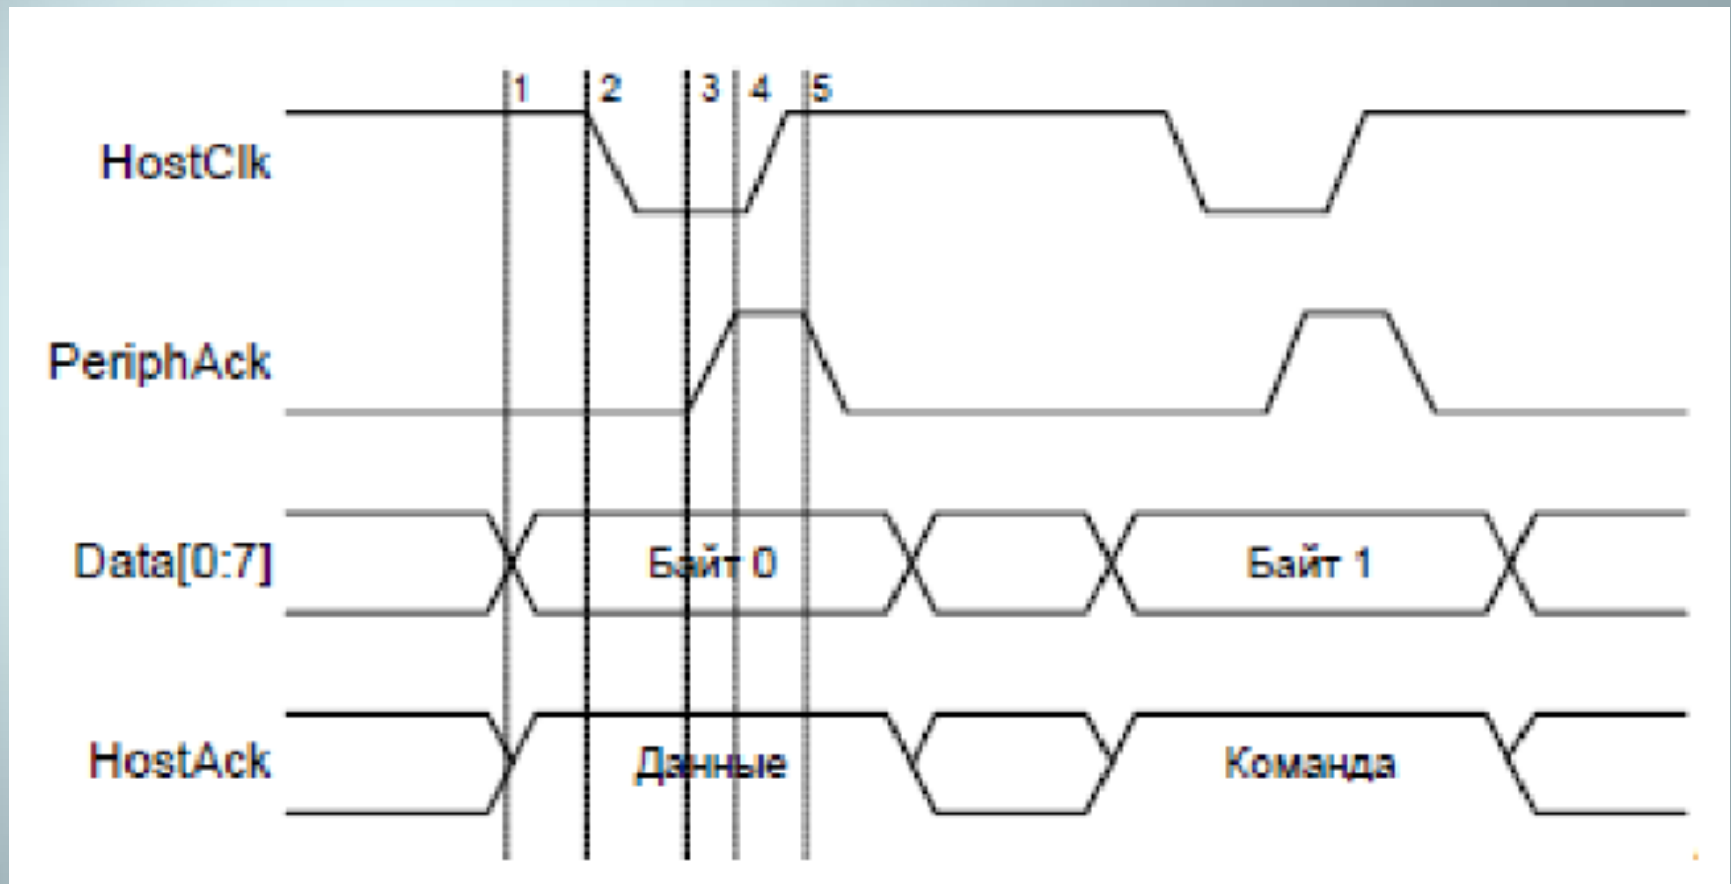 1 2 3 4 5
HostClk
PeriphAck
Data[0:7] Байт 0 Байт 1
HostAck Данные Команда